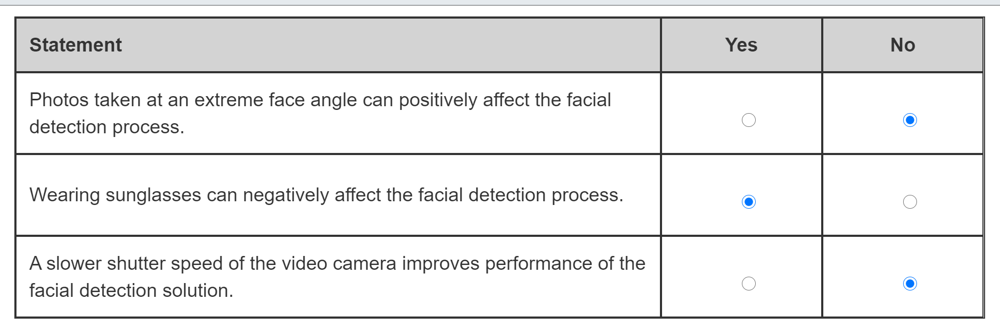 Statement Yes No
Photos taken at an extreme face angle can positively affect the facial
detection process.
Wearing sunglasses can negatively affect the facial detection process.
A slower shutter speed of the video camera improves performance of the
facial detection solution.